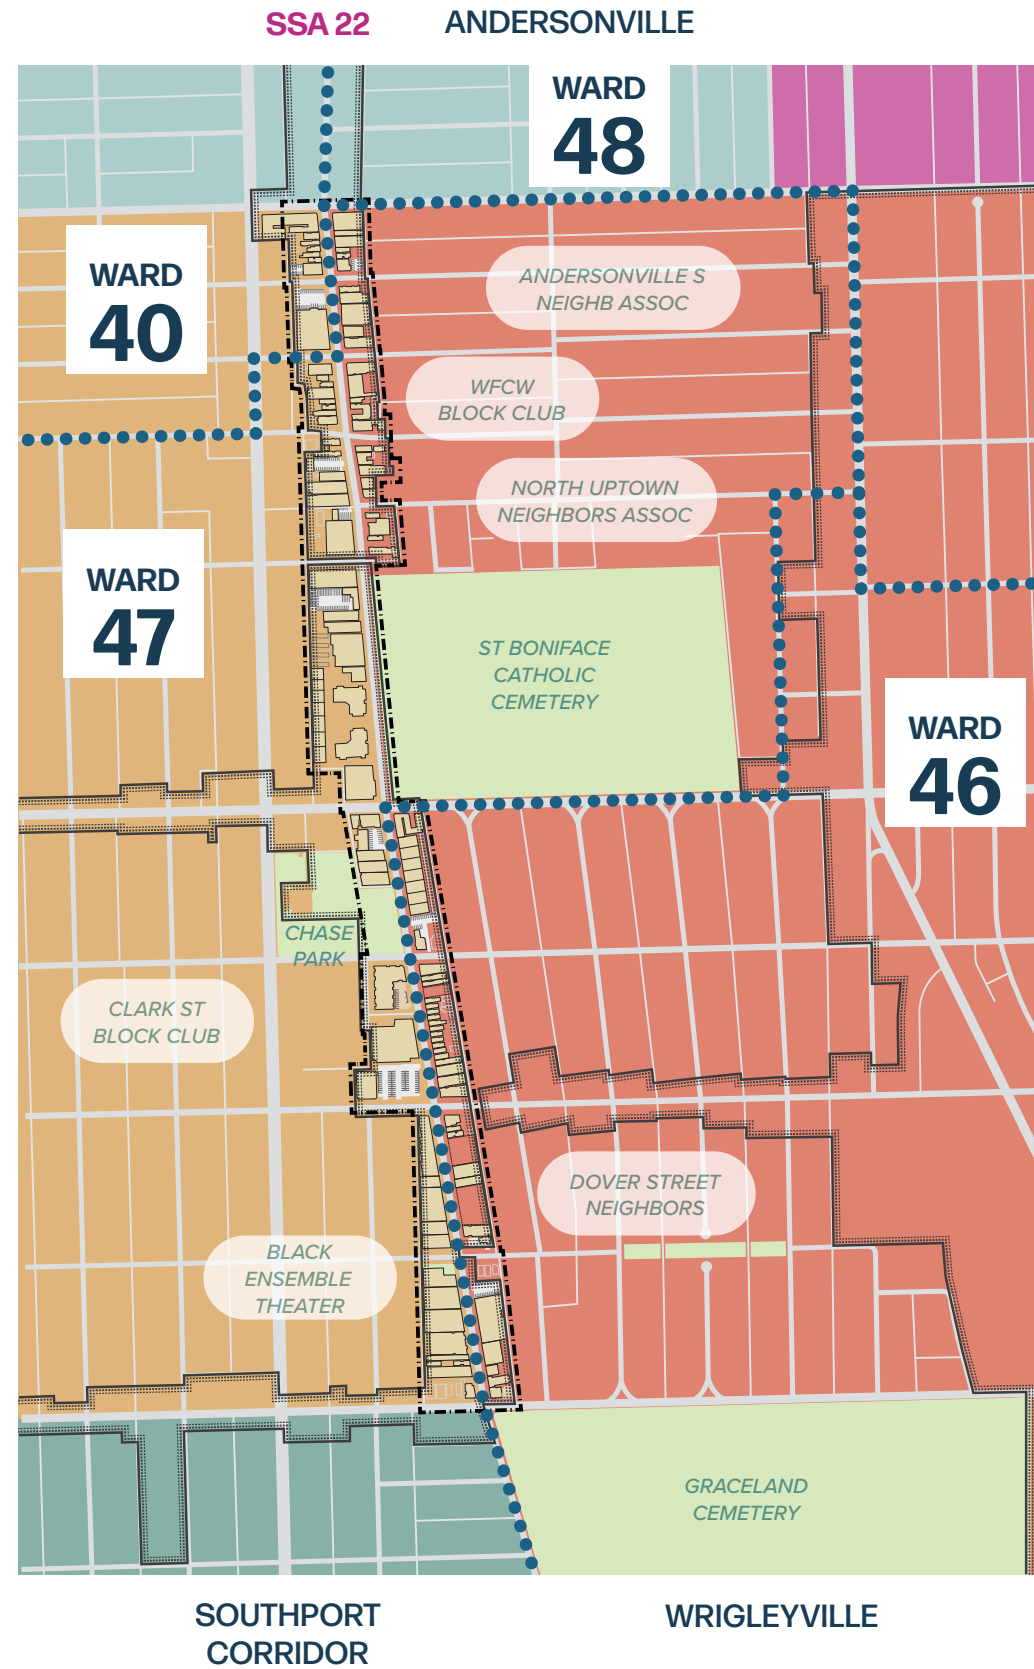 SSA 22
ANDERSONVILLE
WARD
48
WARD
40
ANDERSONVILLE S
NEIGHB ASSOC
WFCW
BLOCK CLUB
NORTH UPTOWN
NEIGHBORS ASSOC
WARD
47
ST BONIFACE
CATHOLIC
CEMETERY
WARD
46
CHASE
PARK
CLARK ST
BLOCK CLUB
DOVER STREET
NEIGHBORS
BLACK
ENSEMBLE
THEATER
GRACELAND
CEMETERY
SOUTHPORT
CORRIDOR
WRIGLEYVILLE